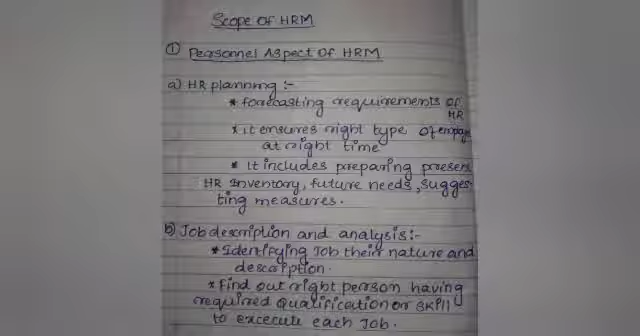 Scope of HRM
① Personnel Aspect of HRM
a) HR planning :-
* forecasting requirements of
HR
* it ensures right type of
at right time
* It includes preparing present
HR Inventory, future needs, sugges-
ting measures.
b) Job description and analysis:-
* Identifying Job their nature and
description.
* Find out right person having
required qualification or skill
to excecute each Job.